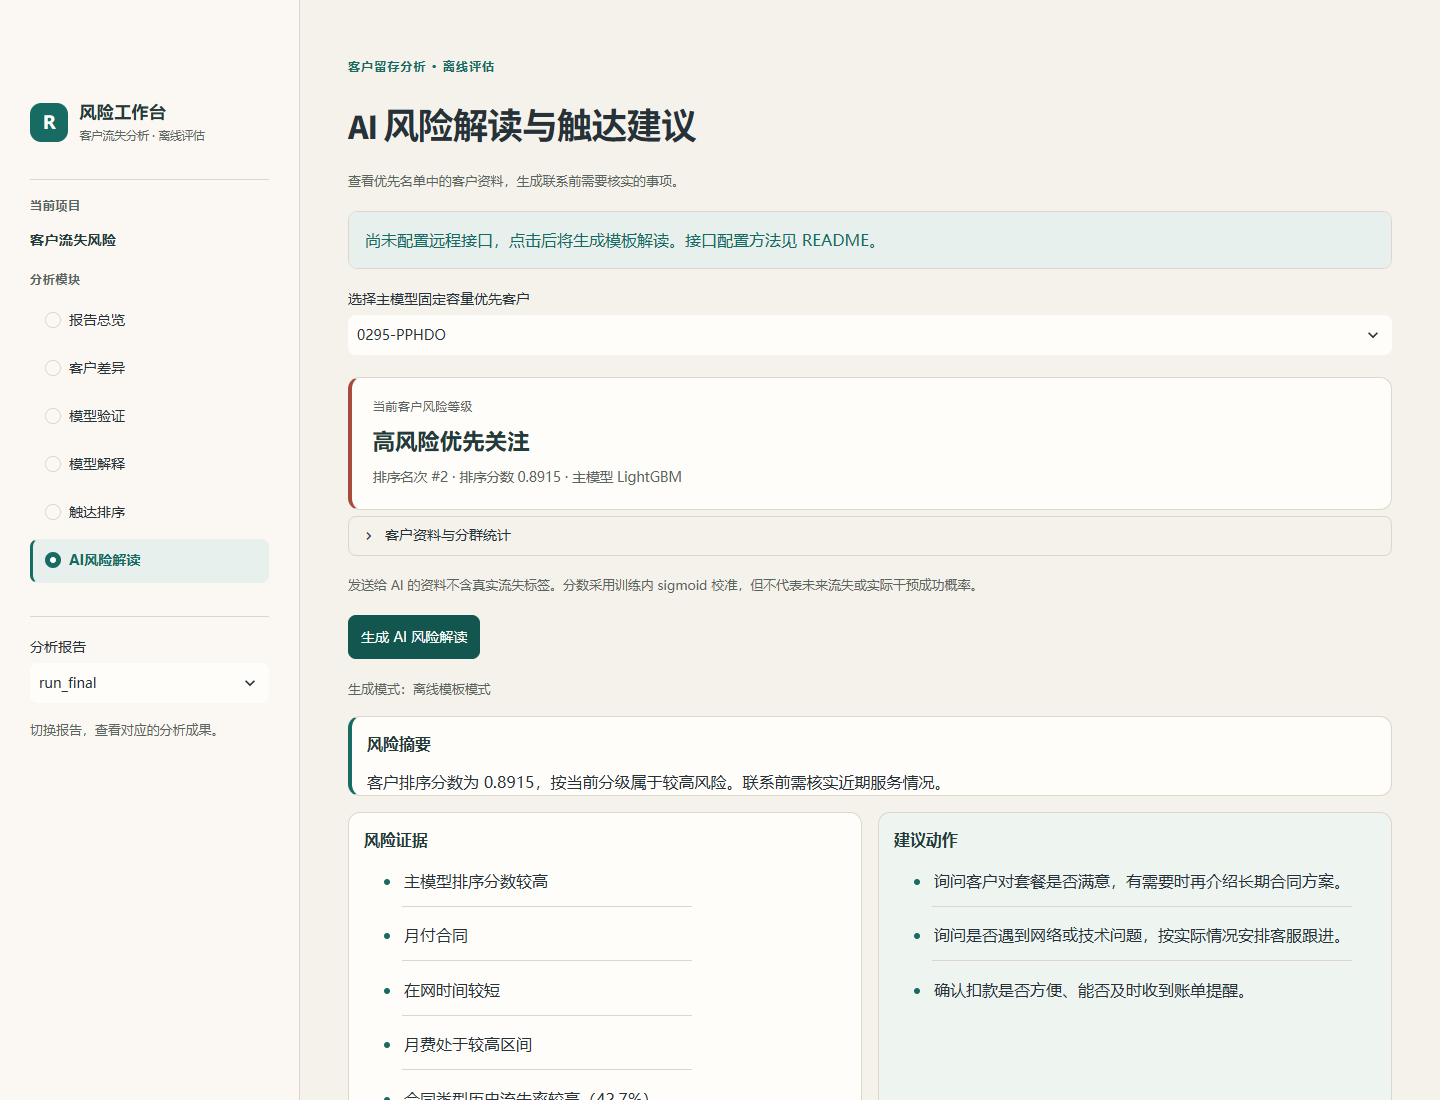 R
风险工作台
客户流失分析 · 离线评估
当前项目
客户流失风险
分析模块
报告总览
客户差异
模型验证
模型解释
触达排序
AI风险解读
分析报告
run_final
切换报告，查看对应的分析成果。
客户留存分析 • 离线评估
AI 风险解读与触达建议
查看优先名单中的客户资料，生成联系前需要核实的事项。
尚未配置远程接口，点击后将生成模板解读。接口配置方法见 README。
选择主模型固定容量优先客户
0295-PPHDO
当前客户风险等级
高风险优先关注
排序名次 #2 · 排序分数 0.8915 · 主模型 LightGBM
客户资料与分群统计
发送给 AI 的资料不含真实流失标签。分数采用训练内 sigmoid 校准，但不代表未来流失或实际干预成功概率。
生成 AI 风险解读
生成模式：离线模板模式
风险摘要
客户排序分数为 0.8915，按当前分级属于较高风险。联系前需核实近期服务情况。
风险证据
主模型排序分数较高
月付合同
在网时间较短
月费处于较高区间
合同类型历史流失率较高（42.7%）
建议动作
询问客户对套餐是否满意，有需要时再介绍长期合同方案。
询问是否遇到网络或技术问题，按实际情况安排客服跟进。
确认扣款是否方便、能否及时收到账单提醒。